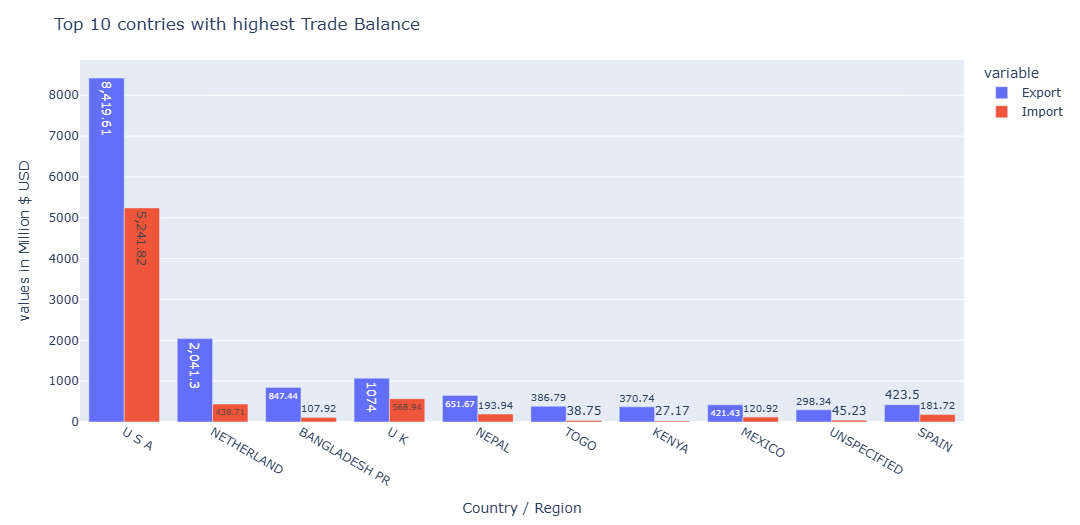 Top 10 contries with highest Trade Balance
variable
Export
Import
values in Million $ USD
8000
7000
6000
5000
4000
3000
2000
1000
0
8,419.61
5,241.82
2,041.3
438.71
847.44
107.92
1074
568.94
651.67
193.94
386.79
38.75
370.74
27.17
421.43
120.92
298.34
45.23
423.5
181.72
U S A
NETHERLAND
BANGLADESH PR
U K
NEPAL
TOGO
KENYA
MEXICO
UNSPECIFIED
SPAIN
Country / Region